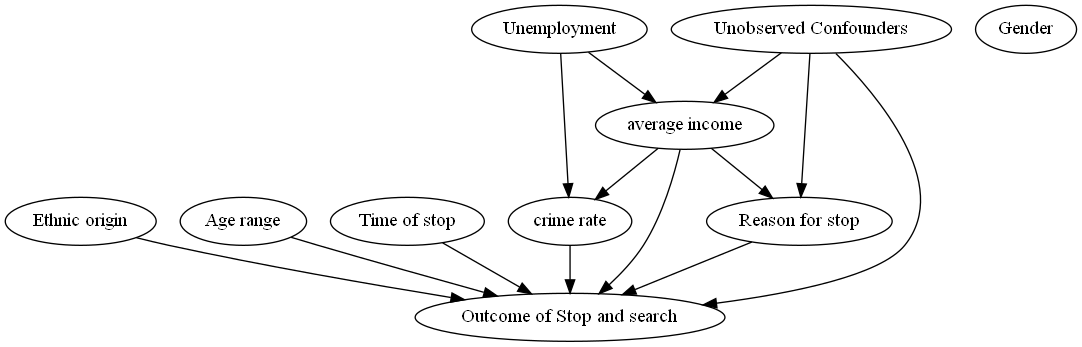 Unemployment
Unobserved Confounders
Gender
average income
Ethnic origin
Age range
Time of stop
crime rate
Reason for stop
Outcome of Stop and search